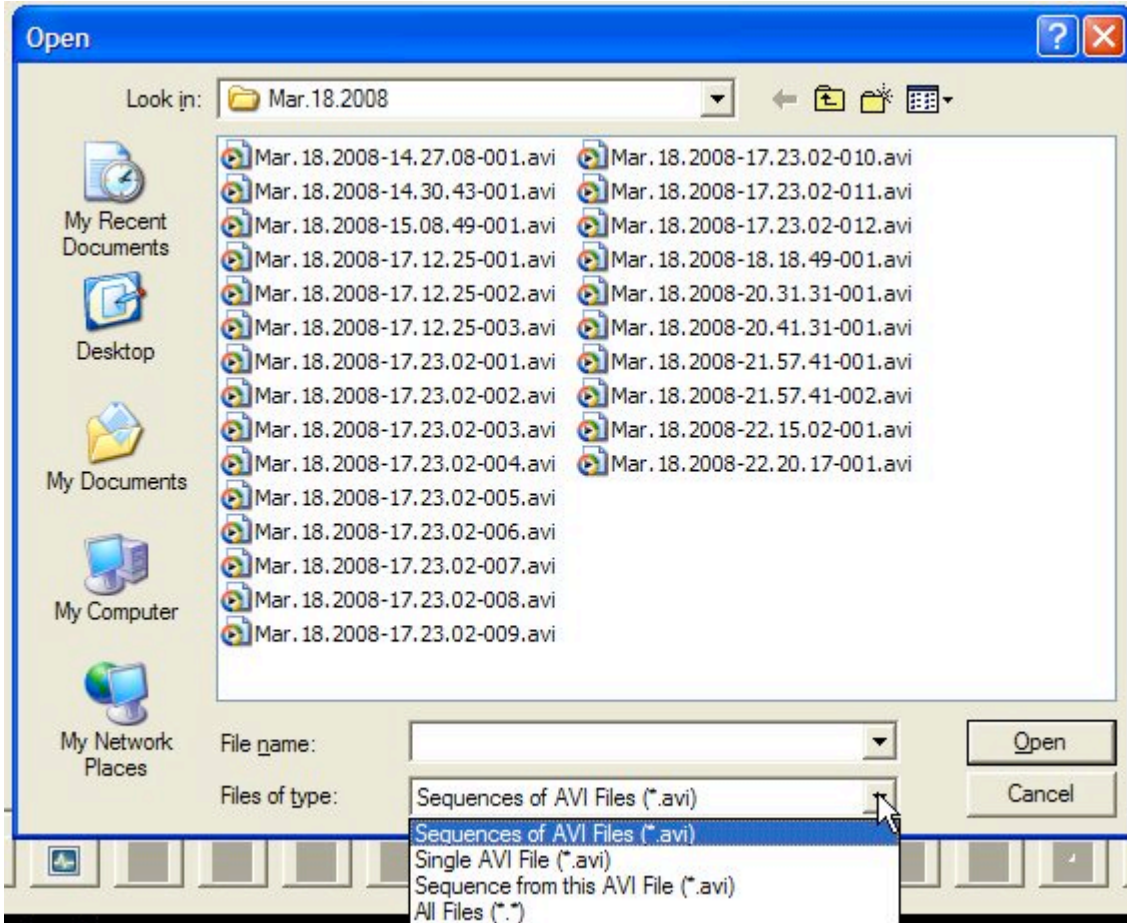 Open
Look in: Mar.18.2008
My Recent
Documents
Desktop
My Documents
My Computer
My Network
Places
Mar.18.2008-14.27.08-001.avi
Mar.18.2008-14.30.43-001.avi
Mar.18.2008-15.08.49-001.avi
Mar.18.2008-17.12.25-001.avi
Mar.18.2008-17.12.25-002.avi
Mar.18.2008-17.12.25-003.avi
Mar.18.2008-17.23.02-001.avi
Mar.18.2008-17.23.02-002.avi
Mar.18.2008-17.23.02-003.avi
Mar.18.2008-17.23.02-004.avi
Mar.18.2008-17.23.02-005.avi
Mar.18.2008-17.23.02-006.avi
Mar.18.2008-17.23.02-007.avi
Mar.18.2008-17.23.02-008.avi
Mar.18.2008-17.23.02-009.avi
Mar.18.2008-17.23.02-010.avi
Mar.18.2008-17.23.02-011.avi
Mar.18.2008-17.23.02-012.avi
Mar.18.2008-18.18.49-001.avi
Mar.18.2008-20.31.31-001.avi
Mar.18.2008-20.41.31-001.avi
Mar.18.2008-21.57.41-001.avi
Mar.18.2008-21.57.41-002.avi
Mar.18.2008-22.15.02-001.avi
Mar.18.2008-22.20.17-001.avi
File name:
Open
Files of type: Sequences of AVI Files (*.avi)
Cancel
Sequences of AVI Files (*.avi)
Single AVI File (*.avi)
Sequence from this AVI File (*.avi)
All Files (*.*)